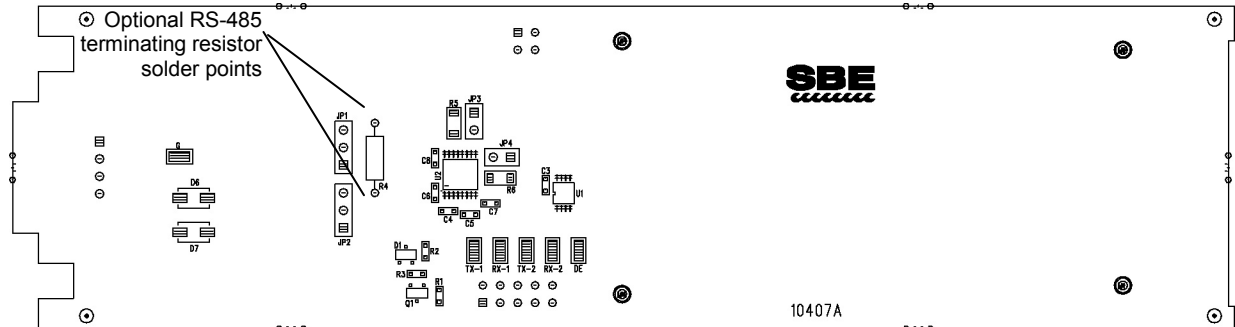 Optional RS-485
terminating resistor
solder points
SBE
R5
JP3
JP1
JP4
G
C8
U2
C3
R4
R6
U1
D6
C6
C7
C4
C5
JP2
D7
D1
R2
TX-1 RX-1 TX-2 RX-2 DE
R3
R1
Q1
10407A